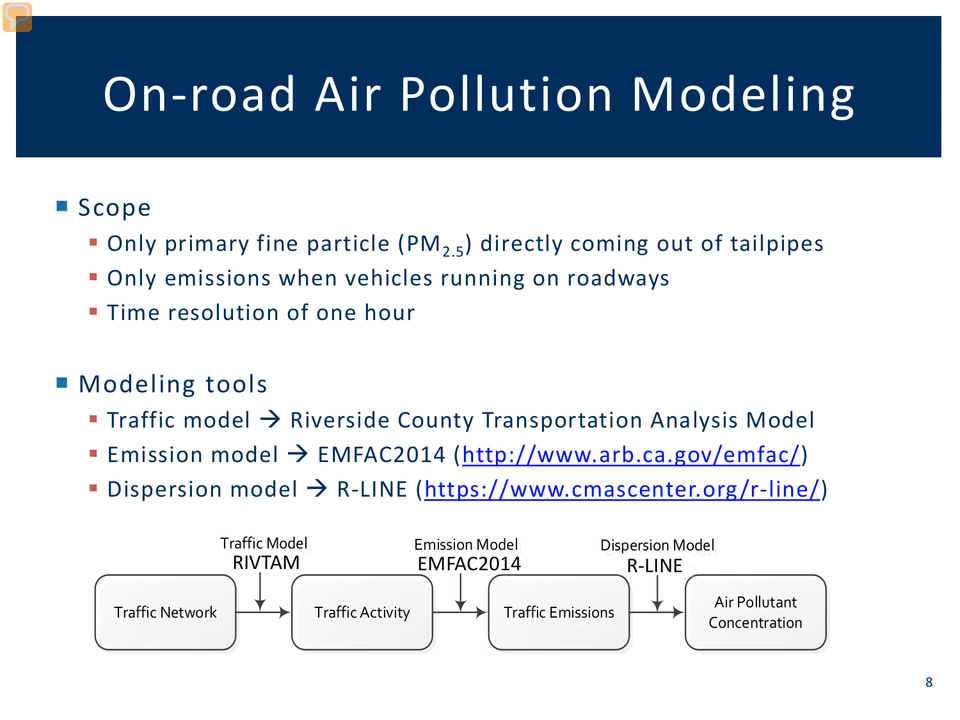 On-road Air Pollution Modeling
Scope
Only primary fine particle (PM2.5) directly coming out of tailpipes
Only emissions when vehicles running on roadways
Time resolution of one hour
Modeling tools
Traffic model → Riverside County Transportation Analysis Model
Emission model → EMFAC2014 (http://www.arb.ca.gov/emfac/)
Dispersion model → R-LINE (https://www.cmascenter.org/r-line/)
Traffic Model
RIVTAM
Emission Model
EMFAC2014
Dispersion Model
R-LINE
Traffic Network
Traffic Activity
Traffic Emissions
Air Pollutant
Concentration
8